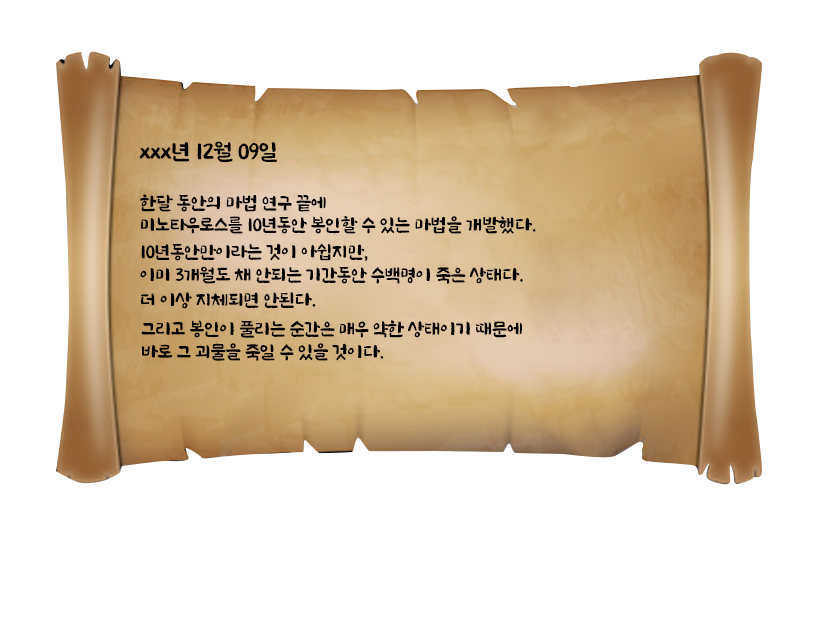 xxx년 12월 09일
한달 동안의 마법 연구 끝에
미노타우로스를 10년동안 봉인할 수 있는 마법을 개발했다.
10년동안만이라는 것이 아쉽지만,
이미 3개월도 채 안되는 기간동안 수백명이 죽은 상태다.
더 이상 지체되면 안된다.
그리고 봉인이 풀리는 순간은 매우 약한 상태이기 때문에
바로 그 괴물을 죽일 수 있을 것이다.